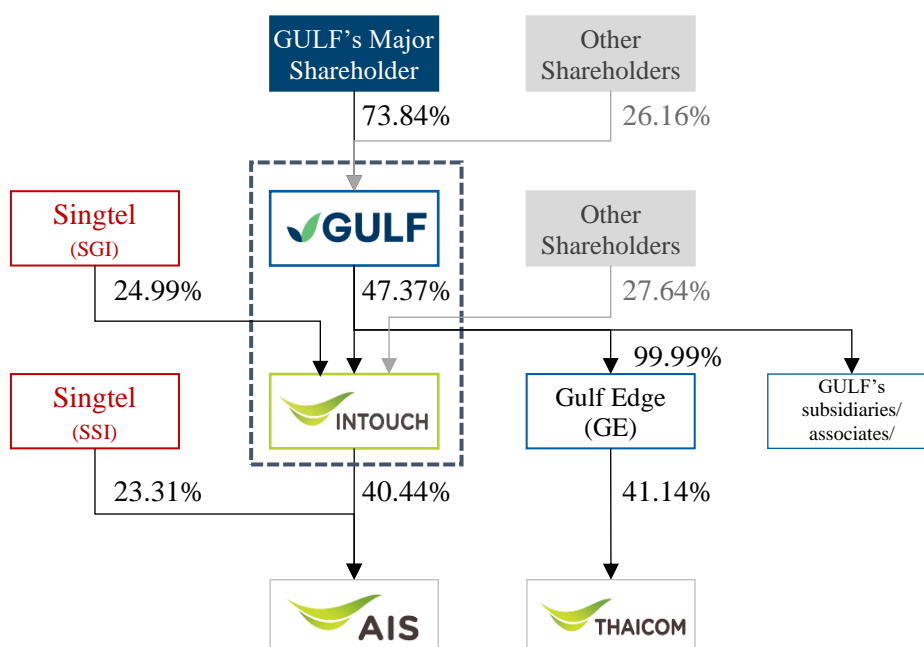 GULF's Major
Shareholder
Other
Shareholders
73.84%
26.16%
Singtel
(SGI)
GULF
Other
Shareholders
24.99%
47.37%
27.64%
99.99%
Singtel
(SSI)
INTOUCH
Gulf Edge
(GE)
GULF's
subsidiaries/
associates/
23.31%
40.44%
41.14%
AIS
THAICOM